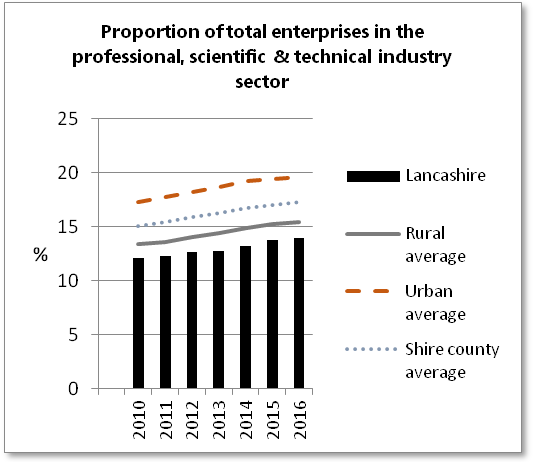 Proportion of total enterprises in the
professional, scientific & technical industry
sector
25
20
15
10
5
0
%
2010
2011
2012
2013
2014
2015
2016
Lancashire
Rural
average
Urban
average
Shire county
average